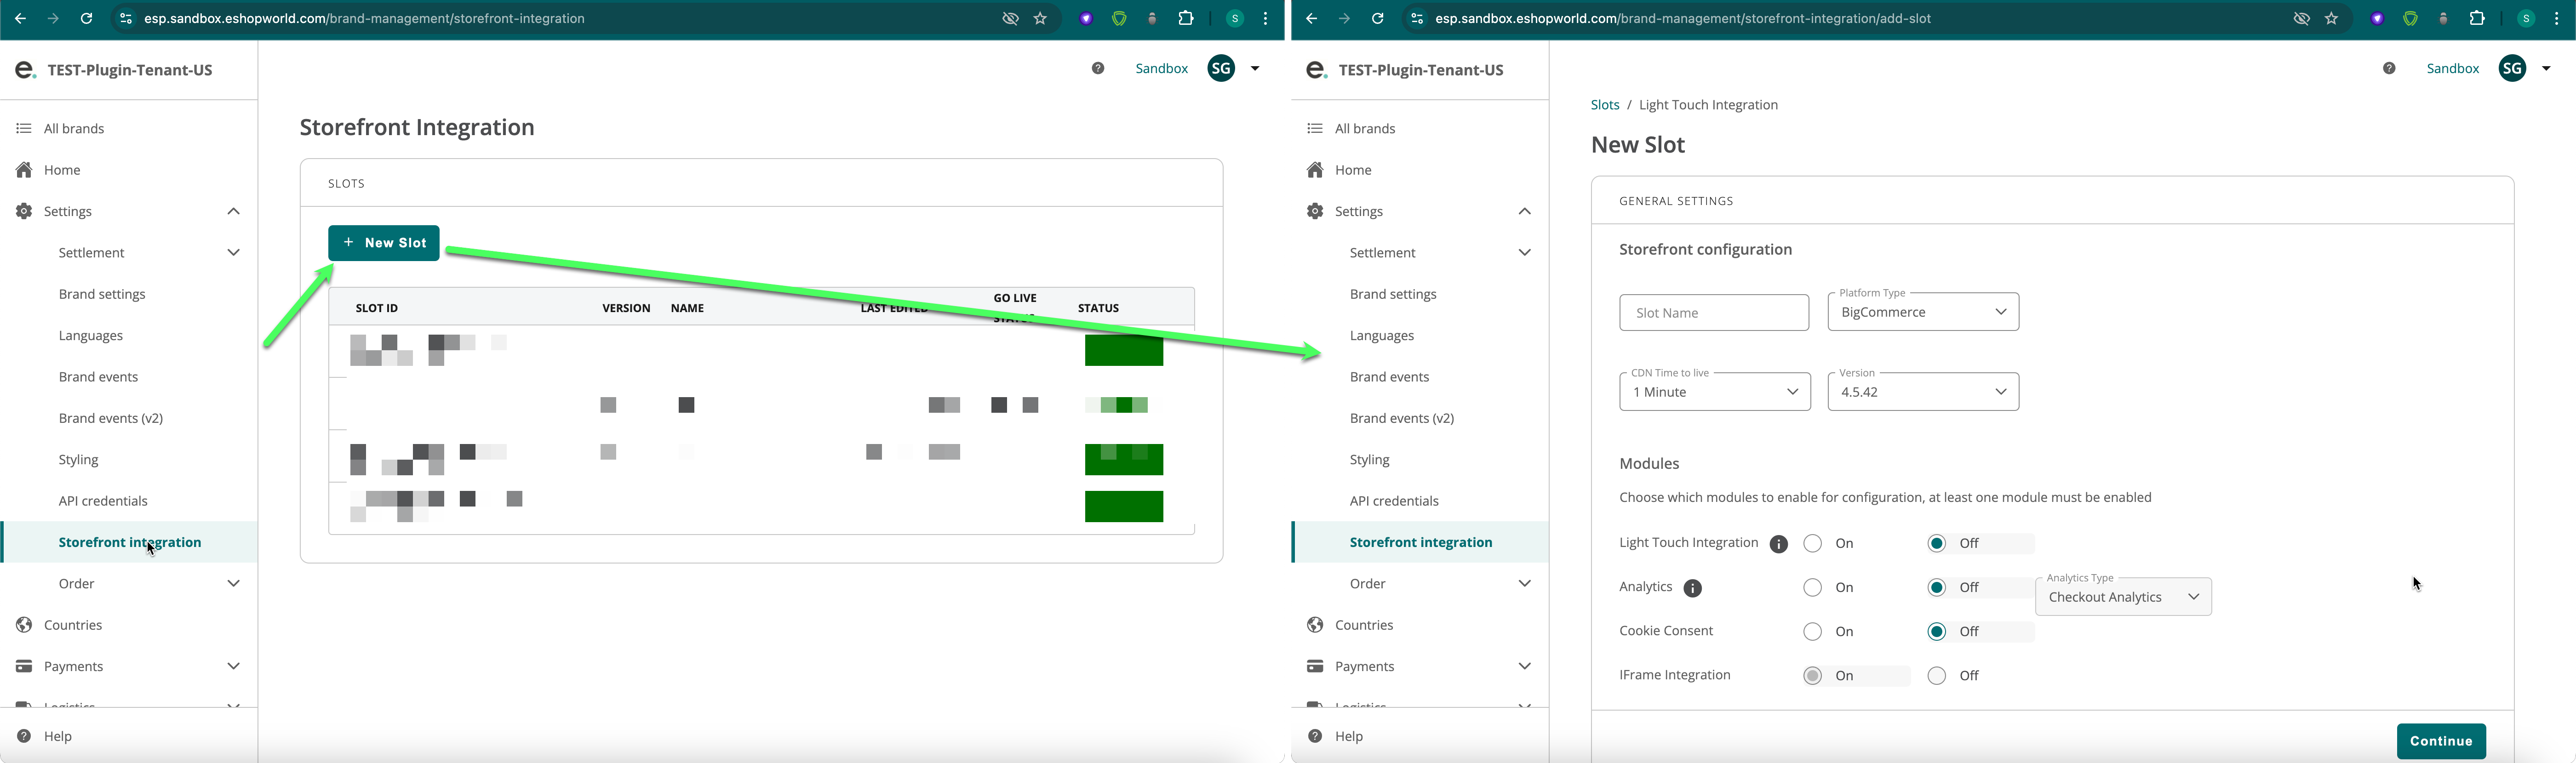 esp.sandbox.eshopworld.com/brand-management/storefront-integration
S
e. TEST-Plugin-Tenant-US
Sandbox
SG
All brands
Home
Settings
Settlement
Brand settings
Languages
Brand events
Brand events (v2)
Styling
API credentials
Storefront integration
Order
Countries
Payments
Logistics
Help
Storefront Integration
SLOTS
+ New Slot
SLOT ID VERSION NAME LAST EDITED GO LIVE STATUS STATUS
esp.sandbox.eshopworld.com/brand-management/storefront-integration/add-slot
S
e. TEST-Plugin-Tenant-US
Sandbox
SG
All brands
Home
Settings
Settlement
Brand settings
Languages
Brand events
Brand events (v2)
Styling
API credentials
Storefront integration
Order
Countries
Payments
Logistics
Help
Slots / Light Touch Integration
New Slot
GENERAL SETTINGS
Storefront configuration
Slot Name
Platform Type
BigCommerce
CDN Time to live
1 Minute
Version
4.5.42
Modules
Choose which modules to enable for configuration, at least one module must be enabled
Light Touch Integration i On Off
Analytics i On Off
Analytics Type
Checkout Analytics
Cookie Consent On Off
IFrame Integration On Off
Continue